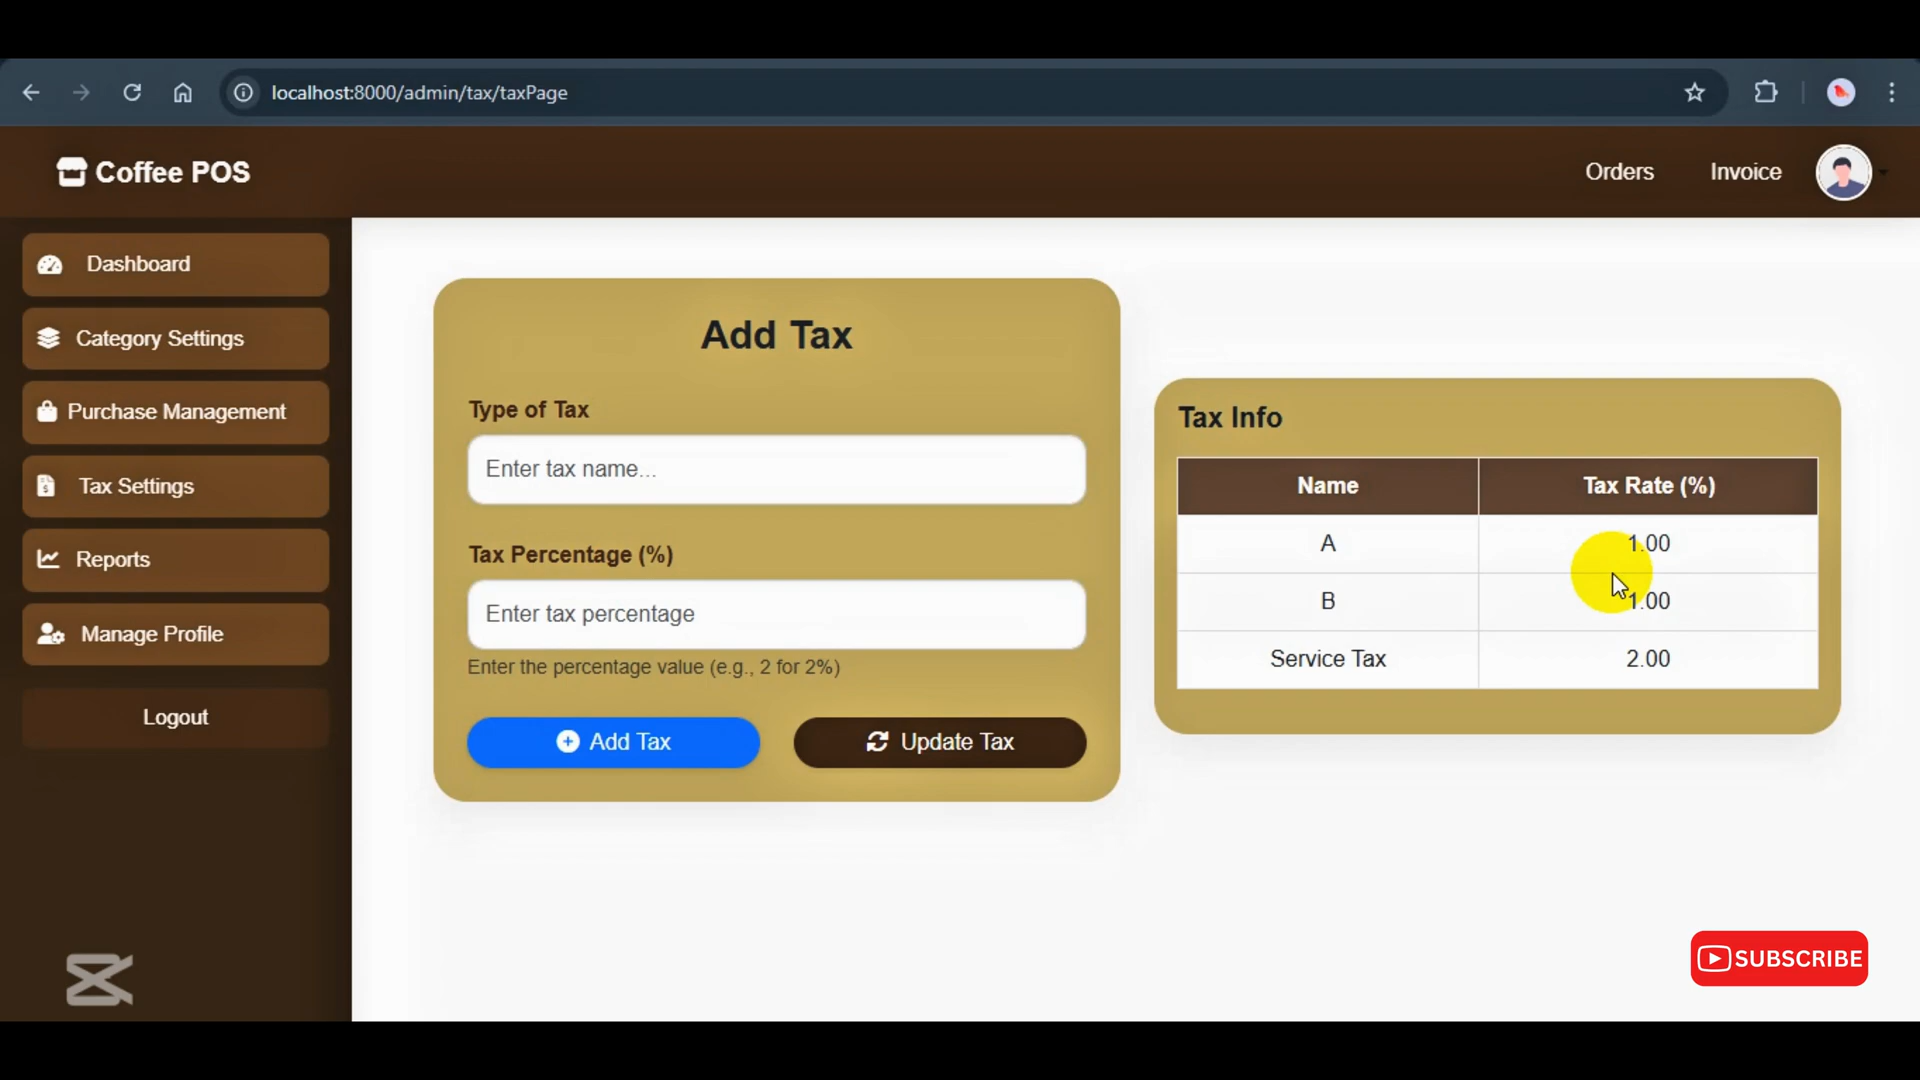 localhost:8000/admin/tax/taxPage
Coffee POS
Orders
Invoice
Dashboard
Category Settings
Purchase Management
Tax Settings
Reports
Manage Profile
Logout
Add Tax
Type of Tax
Enter tax name...
Tax Percentage (%)
Enter tax percentage
Enter the percentage value (e.g., 2 for 2%)
Add Tax
Update Tax
Tax Info
Name Tax Rate (%)
A 1.00
B 1.00
Service Tax 2.00
SUBSCRIBE